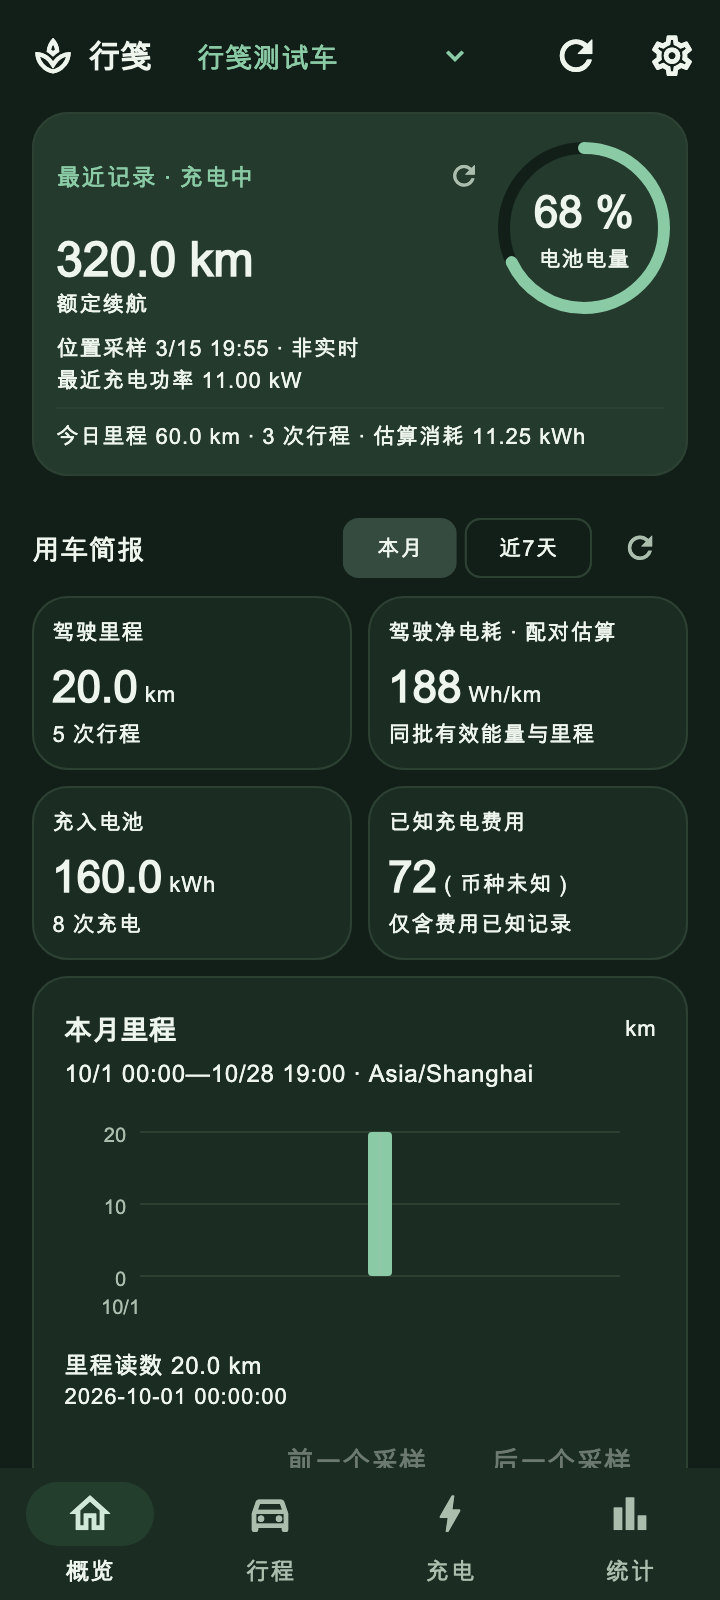 行笺 行笺测试车
最近记录 · 充电中
68 %
电池电量
320.0 km
额定续航
位置采样 3/15 19:55 · 非实时
最近充电功率 11.00 kW
今日里程 60.0 km · 3 次行程 · 估算消耗 11.25 kWh
用车简报 本月 近7天
驾驶里程
20.0 km
5 次行程
驾驶净电耗 · 配对估算
188 Wh/km
同批有效能量与里程
充入电池
160.0 kWh
8 次充电
已知充电费用
72 ( 币种未知 )
仅含费用已知记录
本月里程 km
10/1 00:00—10/28 19:00 · Asia/Shanghai
20
10
0
10/1
里程读数 20.0 km
2026-10-01 00:00:00
前一个采样 后一个采样
概览 行程 充电 统计